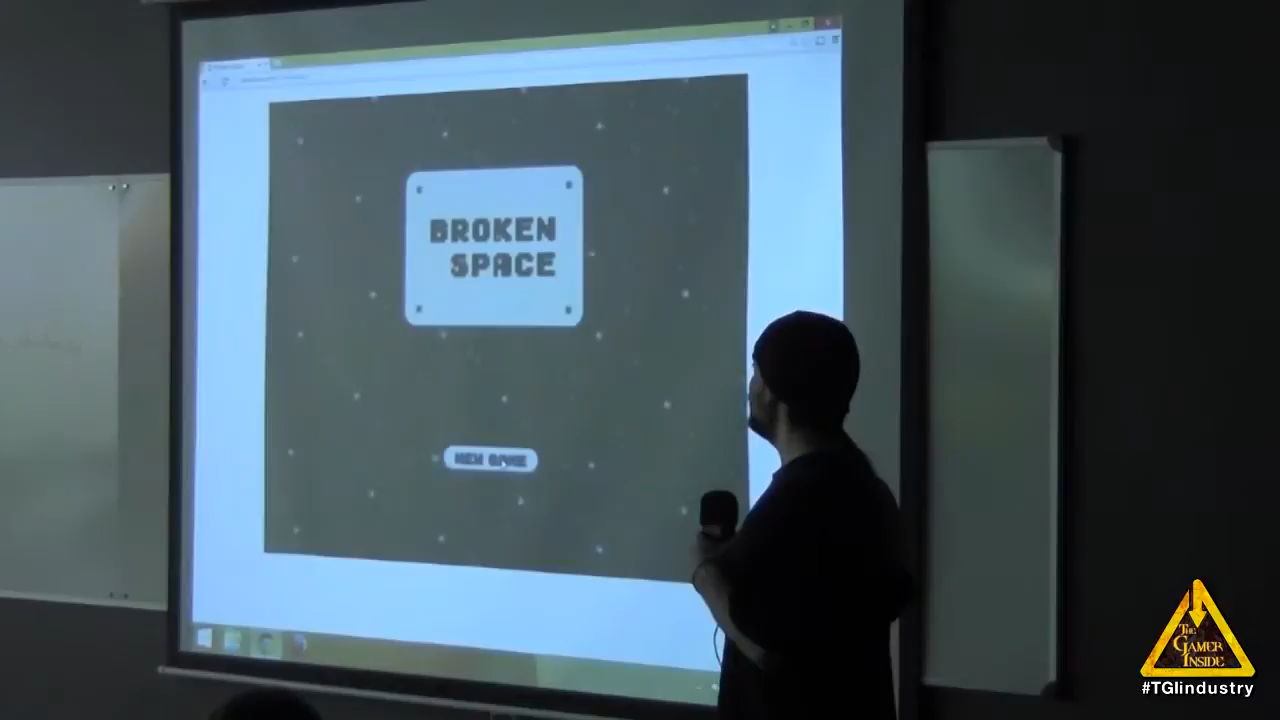 BROKEN
SPACE
NEW GAME
THE
GAMER
INSIDE
#TGIindustry